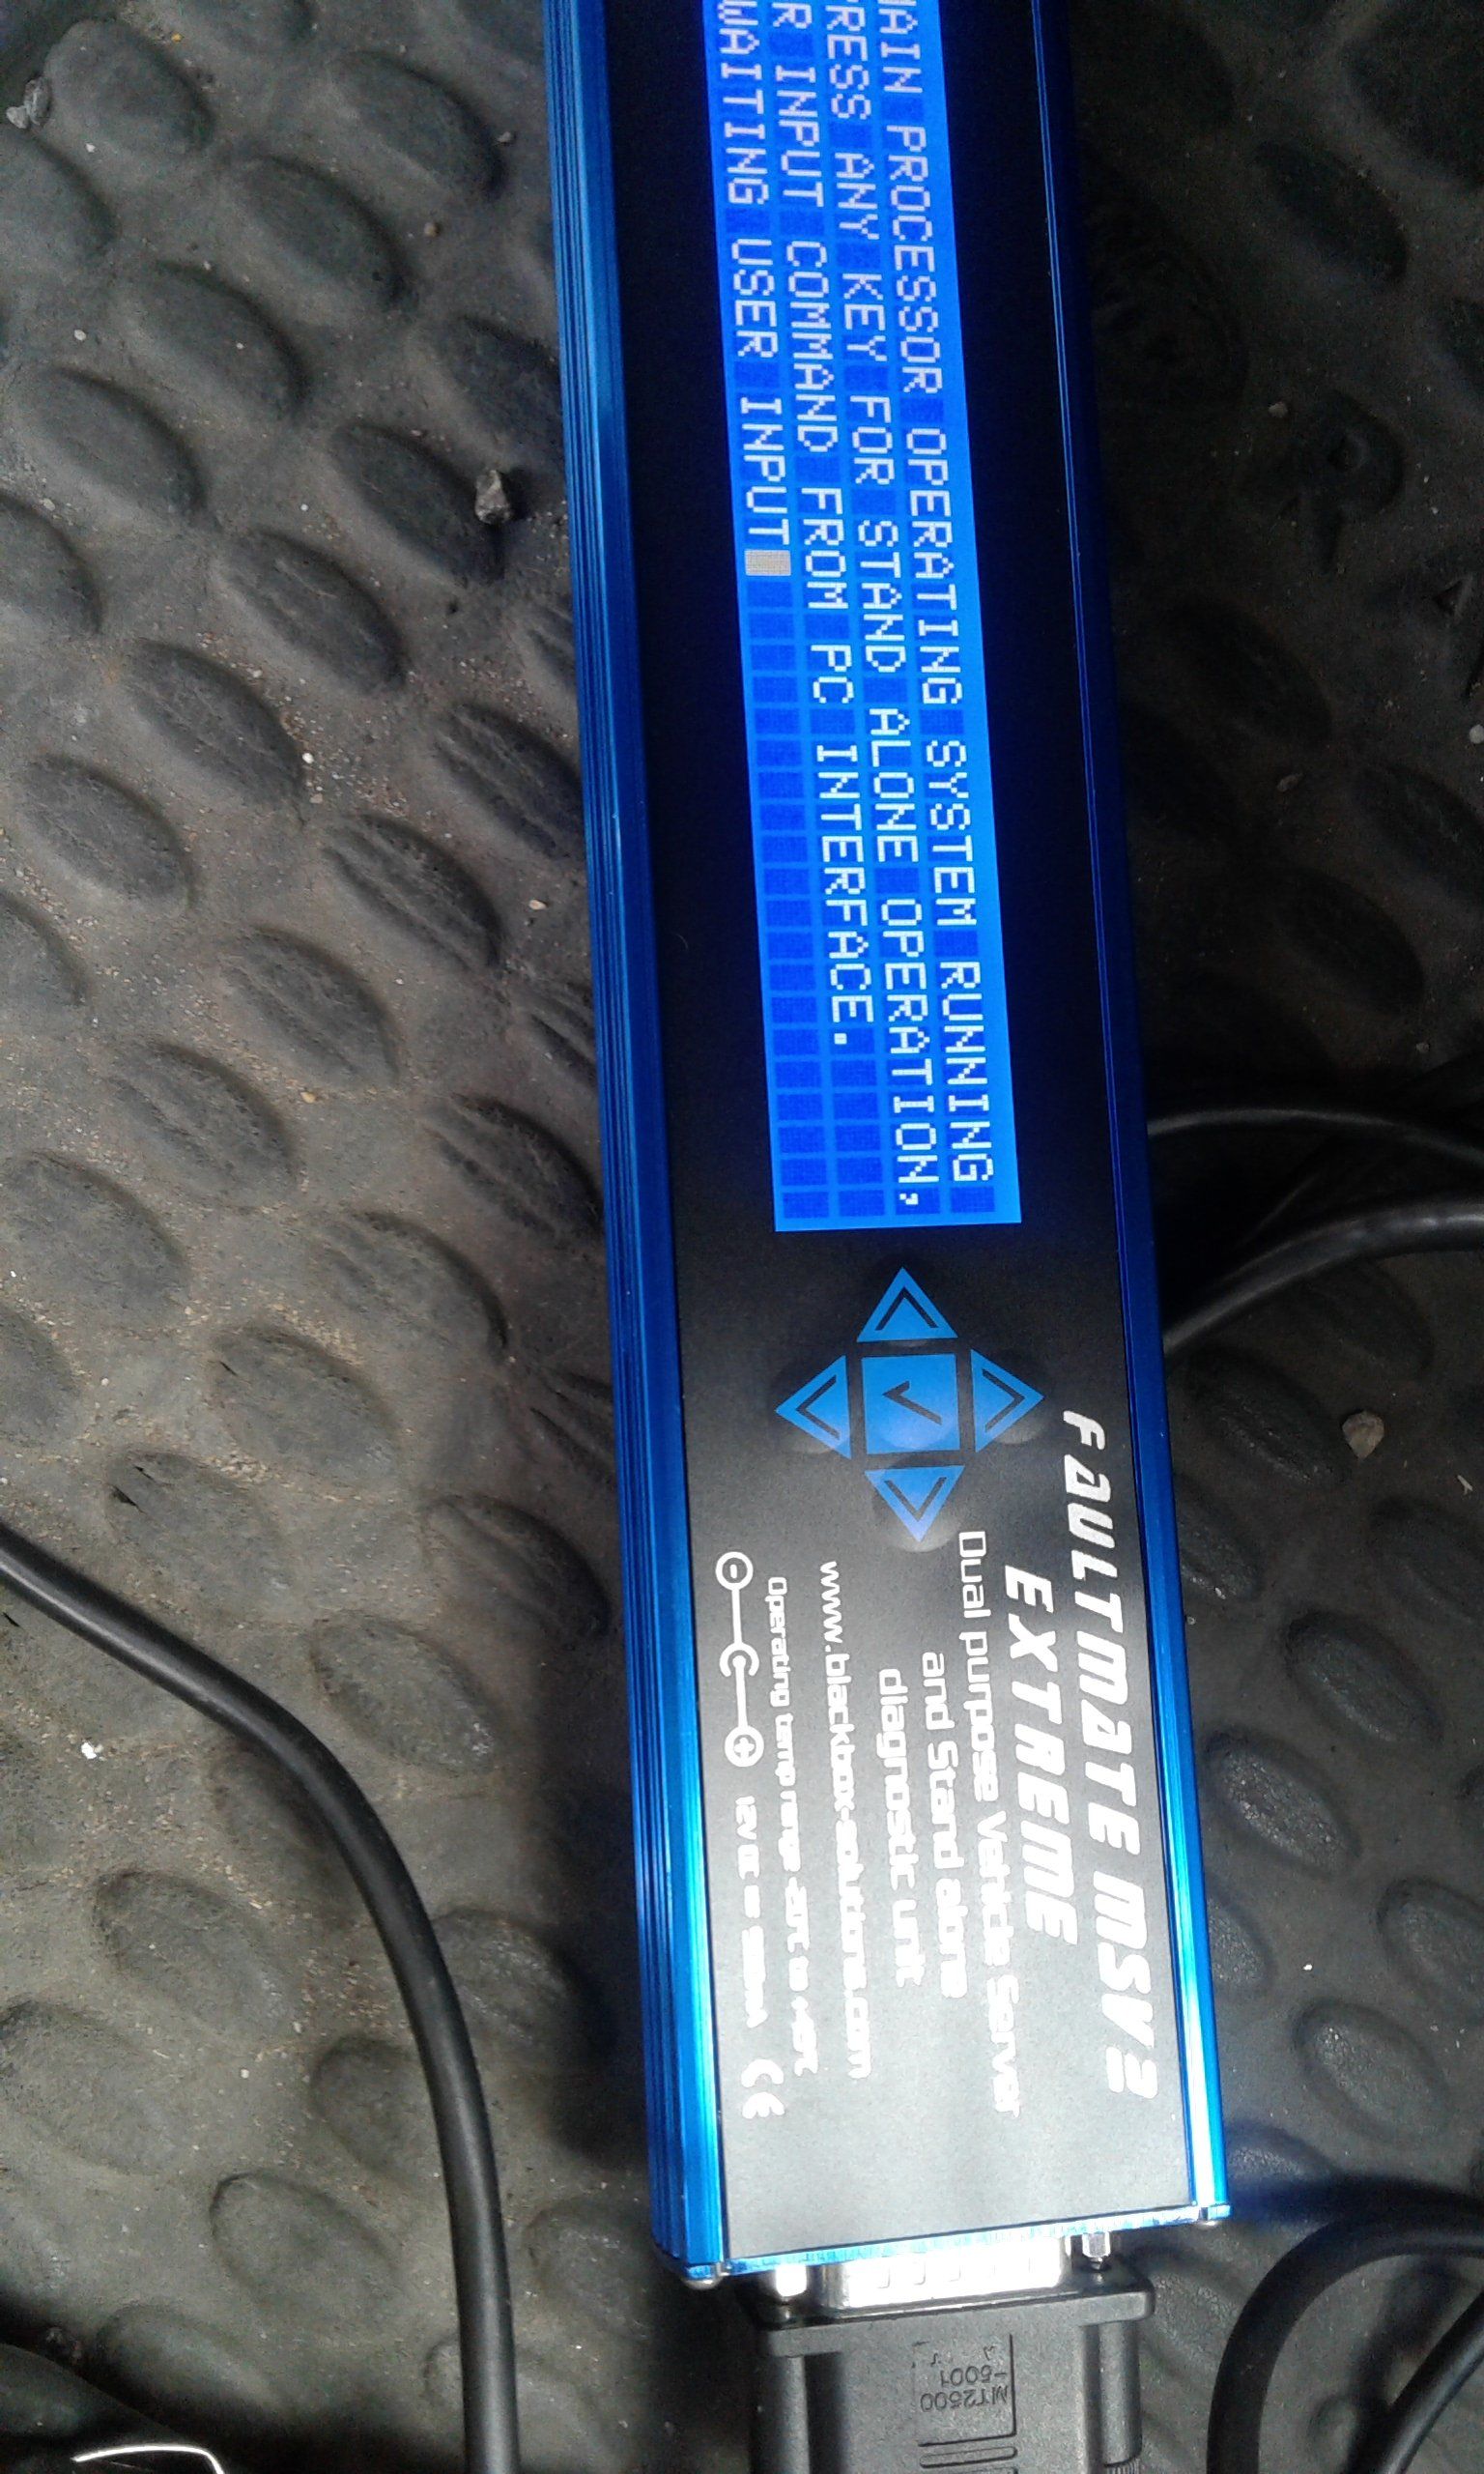 MAIN PROCESSOR OPERATING SYSTEM RUNNING
PRESS ANY KEY FOR STAND ALONE OPERATION,
OR INPUT COMMAND FROM PC INTERFACE.
AWAITING USER INPUT
FAULTMATE MSV2
EXTREME
Dual purpose Vehicle Server
and Stand alone
diagnostic unit
www.blackbox-solutions.com
Operating temp range
12V DC
CE
MT2500
-5001